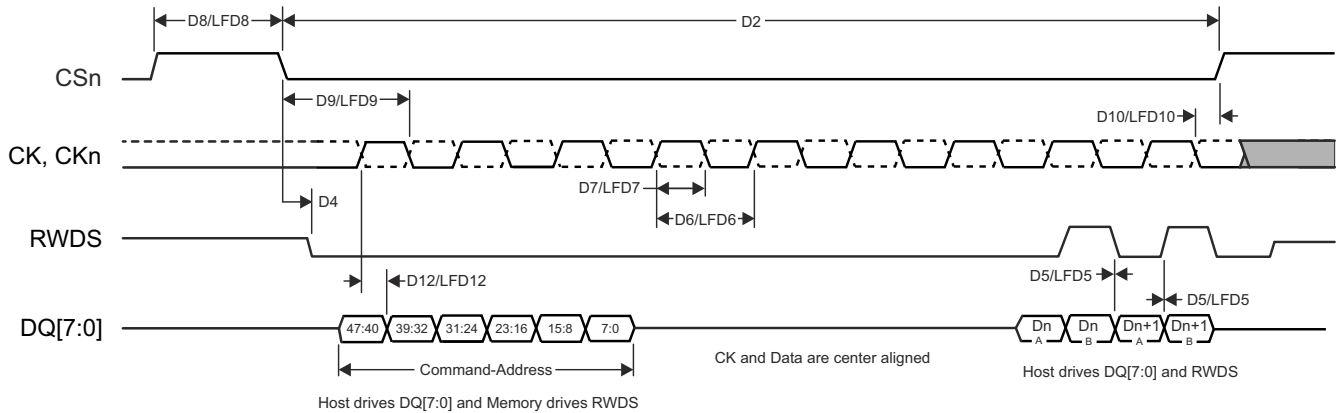 D8/LFD8
D2
CSn
D9/LFD9
D10/LFD10
CK, CKn
D7/LFD7
D4
D6/LFD6
RWDS
D12/LFD12
D5/LFD5
D5/LFD5
DQ[7:0]
47:40 39:32 31:24 23:16 15:8 7:0
Dn A Dn B Dn+1 A Dn+1 B
Command-Address
CK and Data are center aligned
Host drives DQ[7:0] and RWDS
Host drives DQ[7:0] and Memory drives RWDS